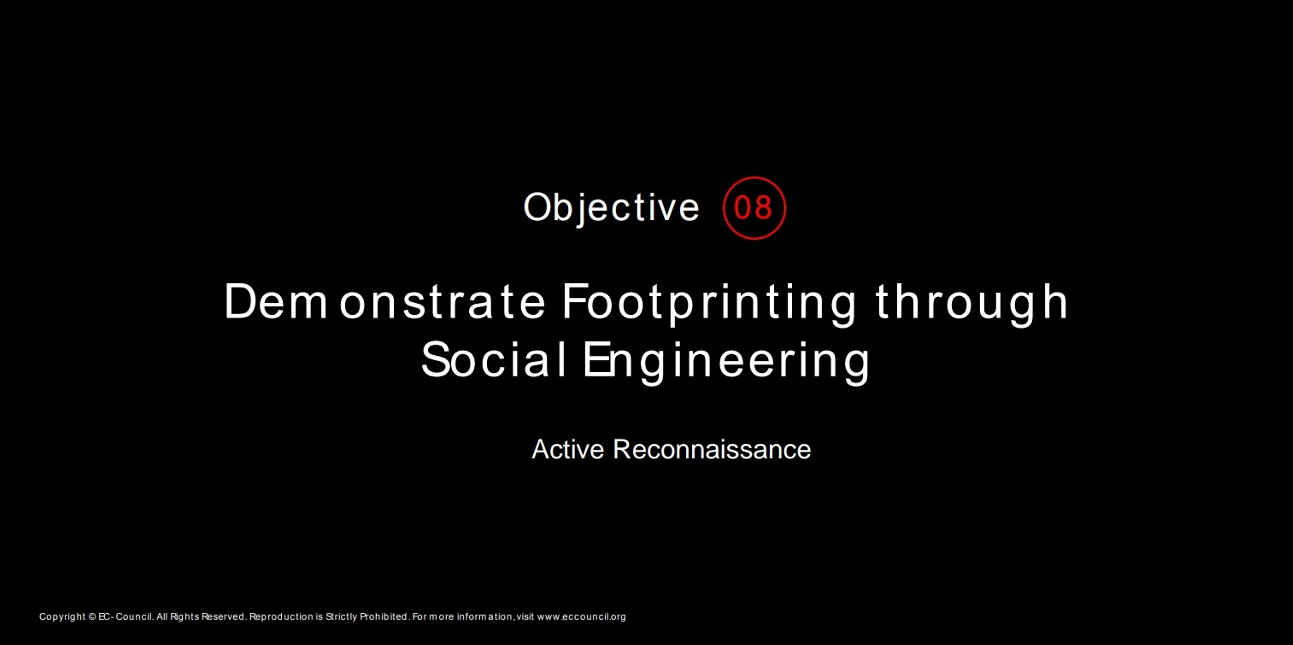 Objective 08
Demonstrate Footprinting through
Social Engineering
Active Reconnaissance
Copyright © EC- Council. All Rights Reserved. Reproduction is Strictly Prohibited. For more information, visit www.eccouncil.org